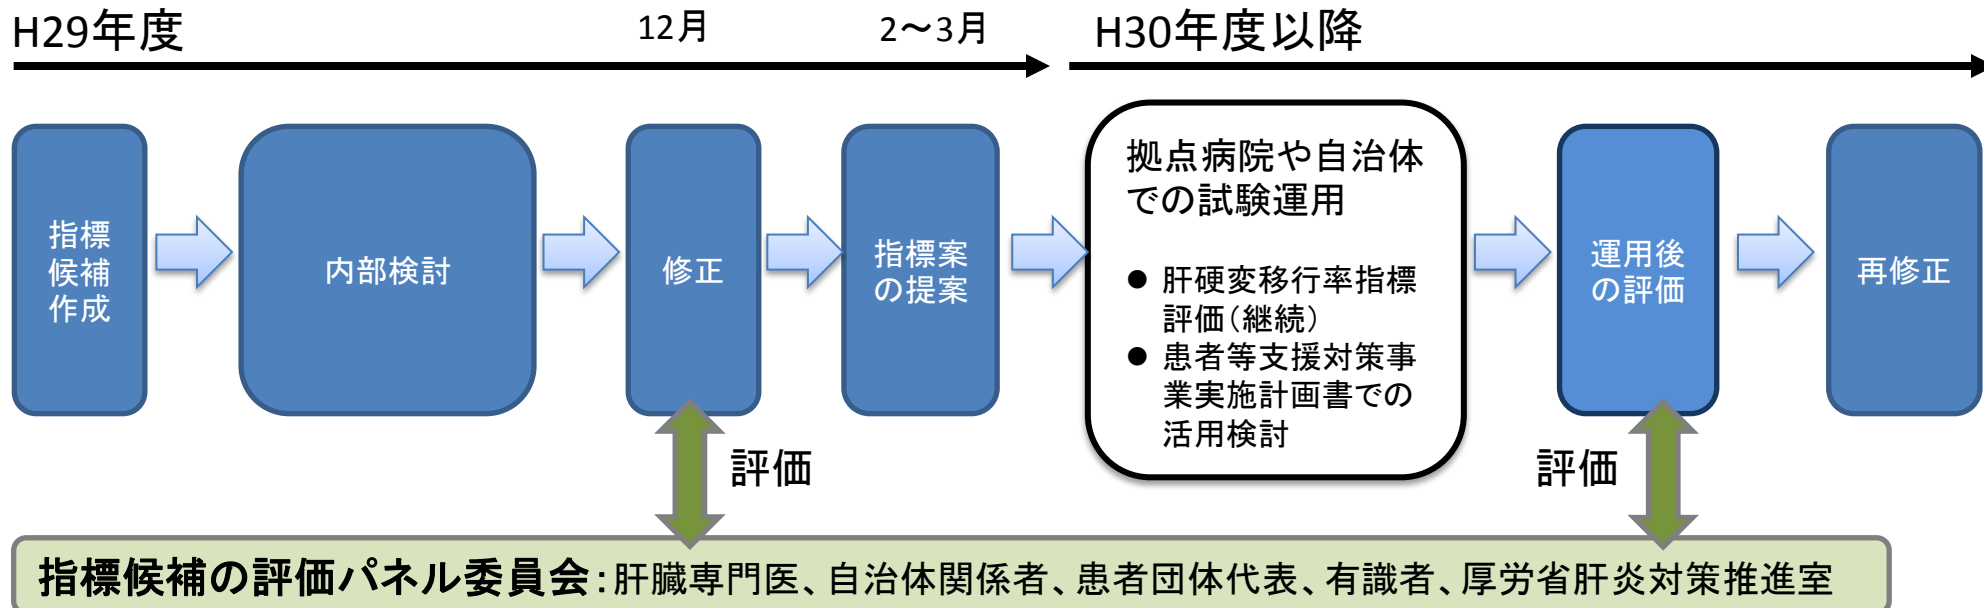 H29年度
12月
2～3月
H30年度以降
指標
候補
作成
内部検討
修正
指標案
の提案
拠点病院や自治体
での試験運用
● 肝硬変移行率指標
評価（継続）
● 患者等支援対策事
業実施計画書での
活用検討
運用後
の評価
再修正
評価
評価
指標候補の評価パネル委員会：肝臓専門医、自治体関係者、患者団体代表、有識者、厚労省肝炎対策推進室